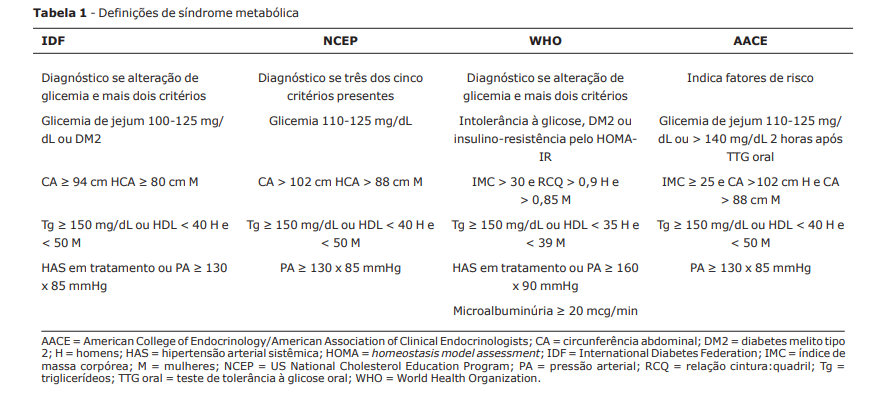 Tabela 1 - Definições de síndrome metabólica
IDF NCEP WHO AACE
Diagnóstico se alteração de Diagnóstico se três dos cinco Diagnóstico se alteração de Indica fatores de risco
glicemia e mais dois critérios critérios presentes glicemia e mais dois critérios
Glicemia de jejum 100-125 mg/ Glicemia 110-125 mg/dL Intolerância à glicose, DM2 ou Glicemia de jejum 110-125 mg/
dL ou DM2 insulino-resistência pelo HOMA- dL ou > 140 mg/dL 2 horas após
IR TTG oral
CA ≥ 94 cm HCA ≥ 80 cm M CA > 102 cm HCA > 88 cm M IMC > 30 e RCQ > 0,9 H e IMC ≥ 25 e CA >102 cm H e CA
> 0,85 M > 88 cm M
Tg ≥ 150 mg/dL ou HDL < 40 H e Tg ≥ 150 mg/dL ou HDL < 40 H e Tg ≥ 150 mg/dL ou HDL < 35 H e Tg ≥ 150 mg/dL ou HDL < 40 H e
< 50 M < 50 M < 39 M < 50 M
HAS em tratamento ou PA ≥ 130 PA ≥ 130 x 85 mmHg HAS em tratamento ou PA ≥ 160 PA ≥ 130 x 85 mmHg
x 85 mmHg x 90 mmHg
Microalbuminúria ≥ 20 mcg/min
AACE = American College of Endocrinology/American Association of Clinical Endocrinologists; CA = circunferência abdominal; DM2 = diabetes melito tipo
2; H = homens; HAS = hipertensão arterial sistêmica; HOMA = homeostasis model assessment; IDF = International Diabetes Federation; IMC = índice de
massa corpórea; M = mulheres; NCEP = US National Cholesterol Education Program; PA = pressão arterial; RCQ = relação cintura:quadril; Tg =
triglicerídeos; TTG oral = teste de tolerância à glicose oral; WHO = World Health Organization.